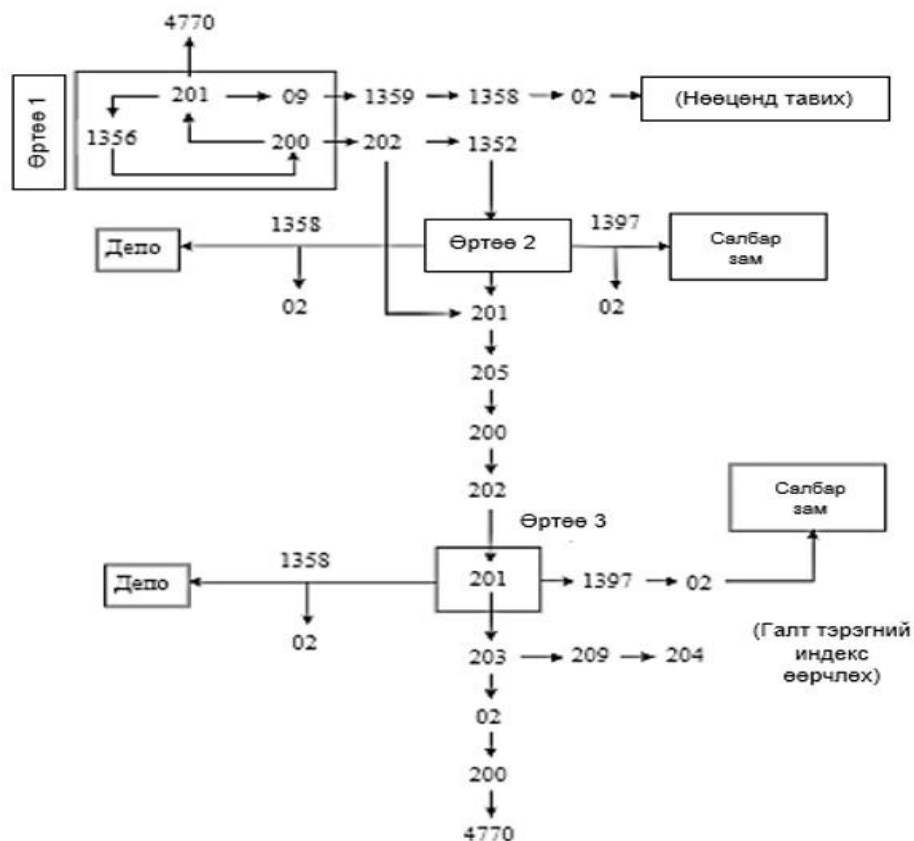 4770
Өртөө 1
201
09
1359
1358
02
(Нөөцөнд тавих)
1356
200
202
1352
1358
1397
Депо
Өртөө 2
Салбар
зам
02
02
201
205
200
202
Салбар
зам
Өртөө 3
1358
Депо
201
1397
02
02
(Галт тэрэгний
индекс
өөрчлөх)
203
209
204
02
200
4770